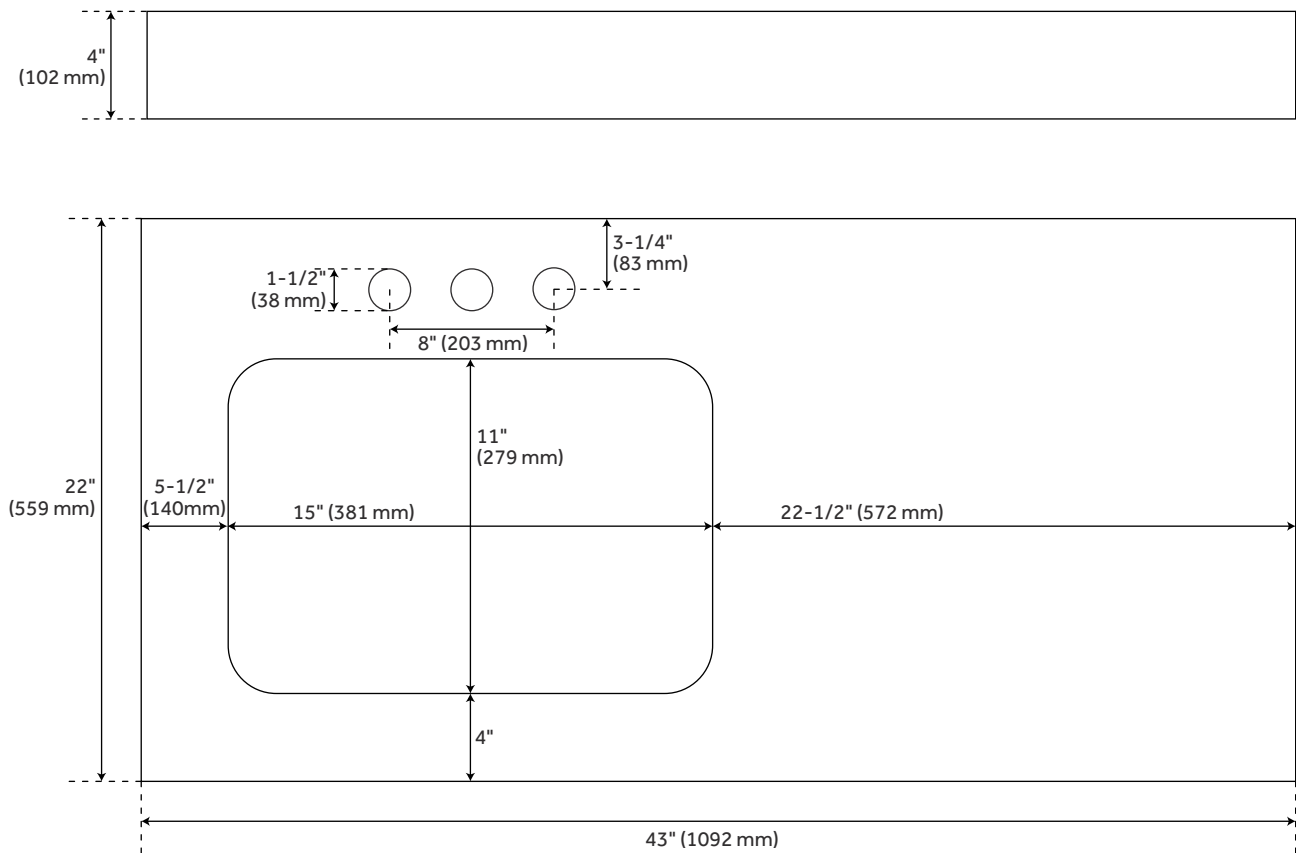 4"
(102 mm)
3-1/4"
(83 mm)
1-1/2"
(38 mm)
8" (203 mm)
11"
(279 mm)
22"
(559 mm)
5-1/2"
(140mm)
15" (381 mm)
22-1/2" (572 mm)
4"
43" (1092 mm)